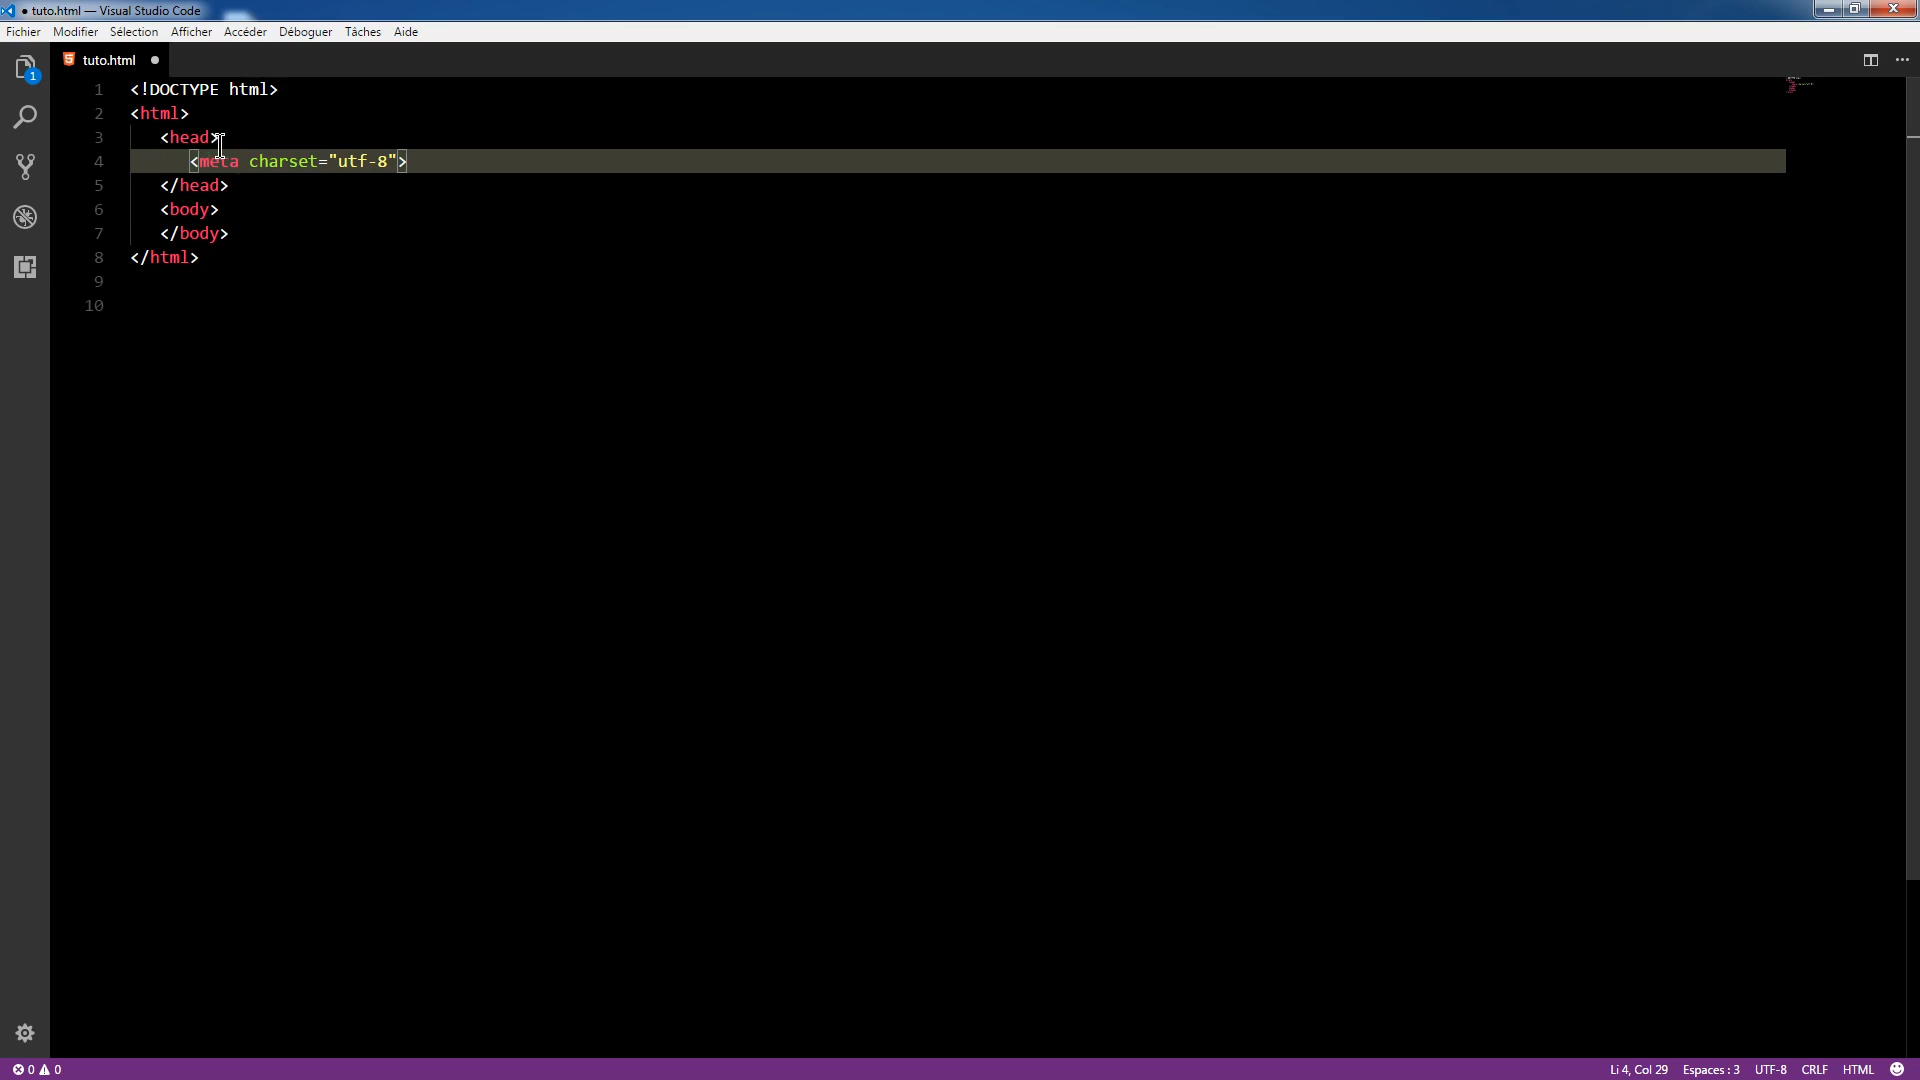 ● tuto.html — Visual Studio Code
Fichier Modifier Sélection Afficher Accéder Déboguer Tâches Aide
1
tuto.html ●
1 <!DOCTYPE html>
2 <html>
3 <head>
4 <meta charset="utf-8">
5 </head>
6 <body>
7 </body>
8 </html>
9
10
0 0 Li 4, Col 29 Espaces : 3 UTF-8 CRLF HTML